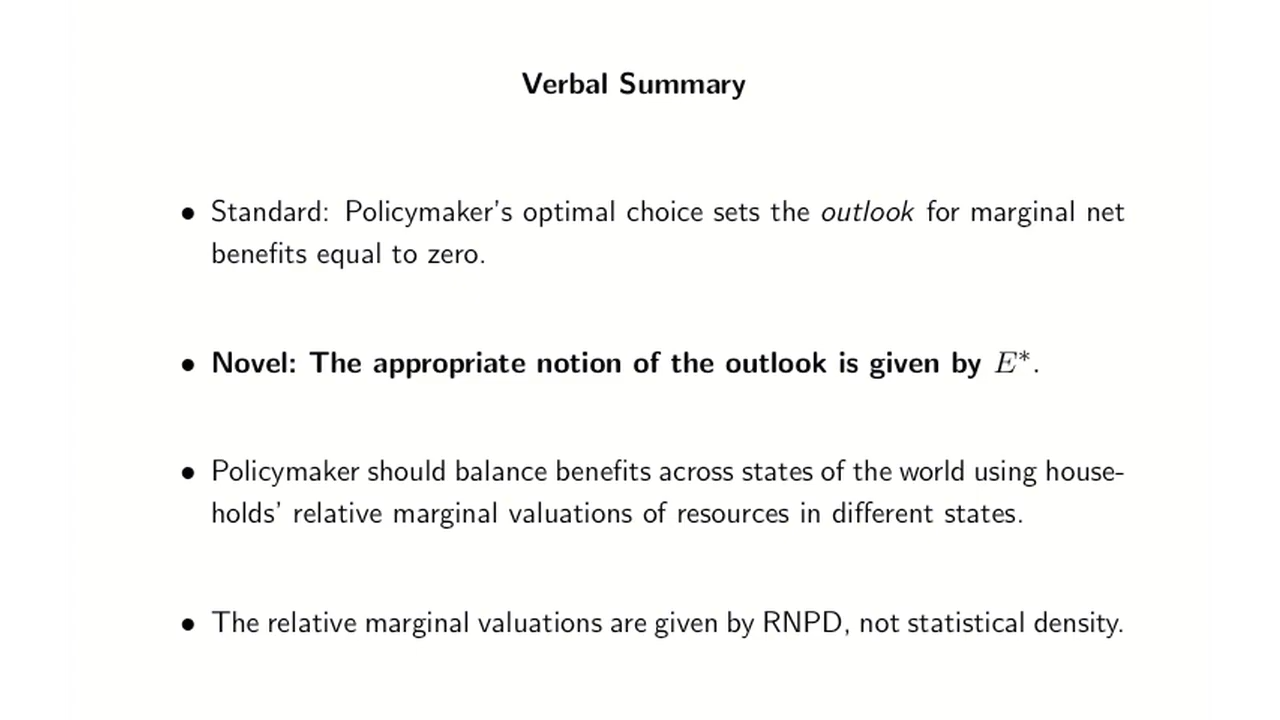 Verbal Summary
• Standard: Policymaker's optimal choice sets the outlook for marginal net
benefits equal to zero.
• Novel: The appropriate notion of the outlook is given by E*.
• Policymaker should balance benefits across states of the world using house-
holds' relative marginal valuations of resources in different states.
• The relative marginal valuations are given by RNPD, not statistical density.